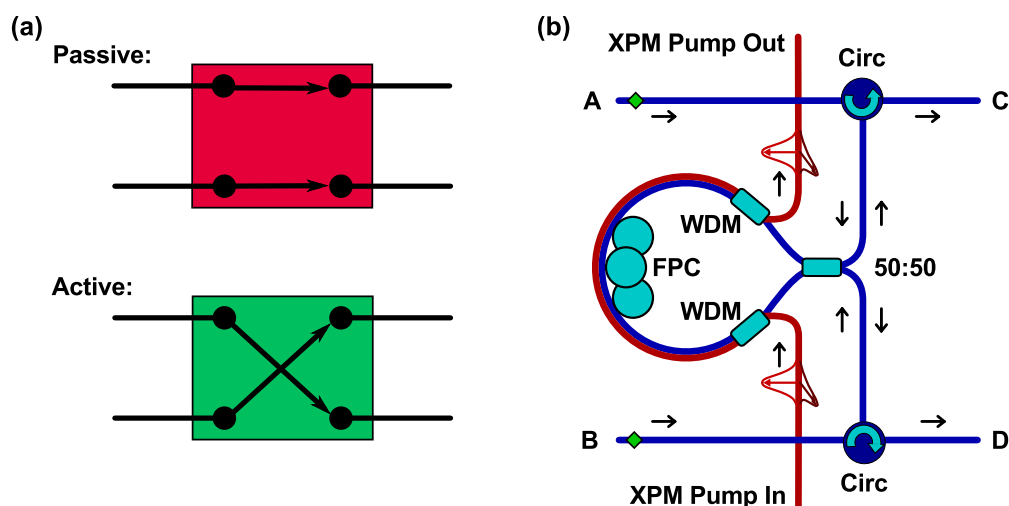 (a)
Passive:
Active:
(b)
XPM Pump Out
Circ
A
C
WDM
FPC
50:50
WDM
B
D
XPM Pump In
Circ